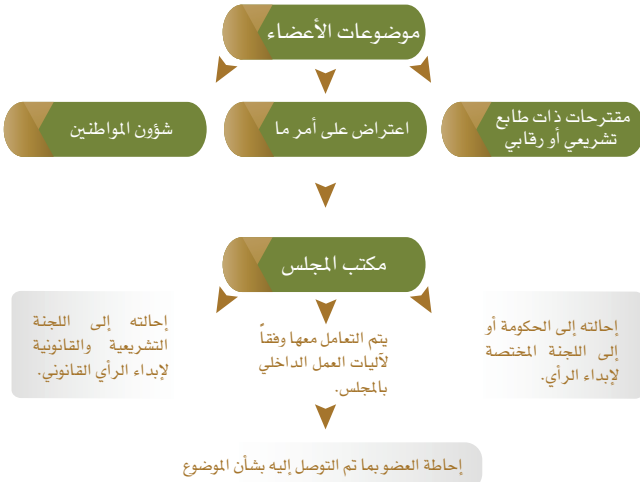 موضوعات الأعضاء
مقترحات ذات طابع
تشريعي أو رقابي
اعتراض على أمر ما
شؤون المواطنين
مكتب المجلس
إحالته إلى الحكومة أو
إلى اللجنة المختصة
لإبداء الرأي.
يتم التعامل معها وفقاً
لآليات العمل الداخلي
بالمجلس.
إحالته إلى اللجنة
التشريعية والقانونية
لإبداء الرأي القانوني.
إحاطة العضو بما تم التوصل إليه بشأن الموضوع